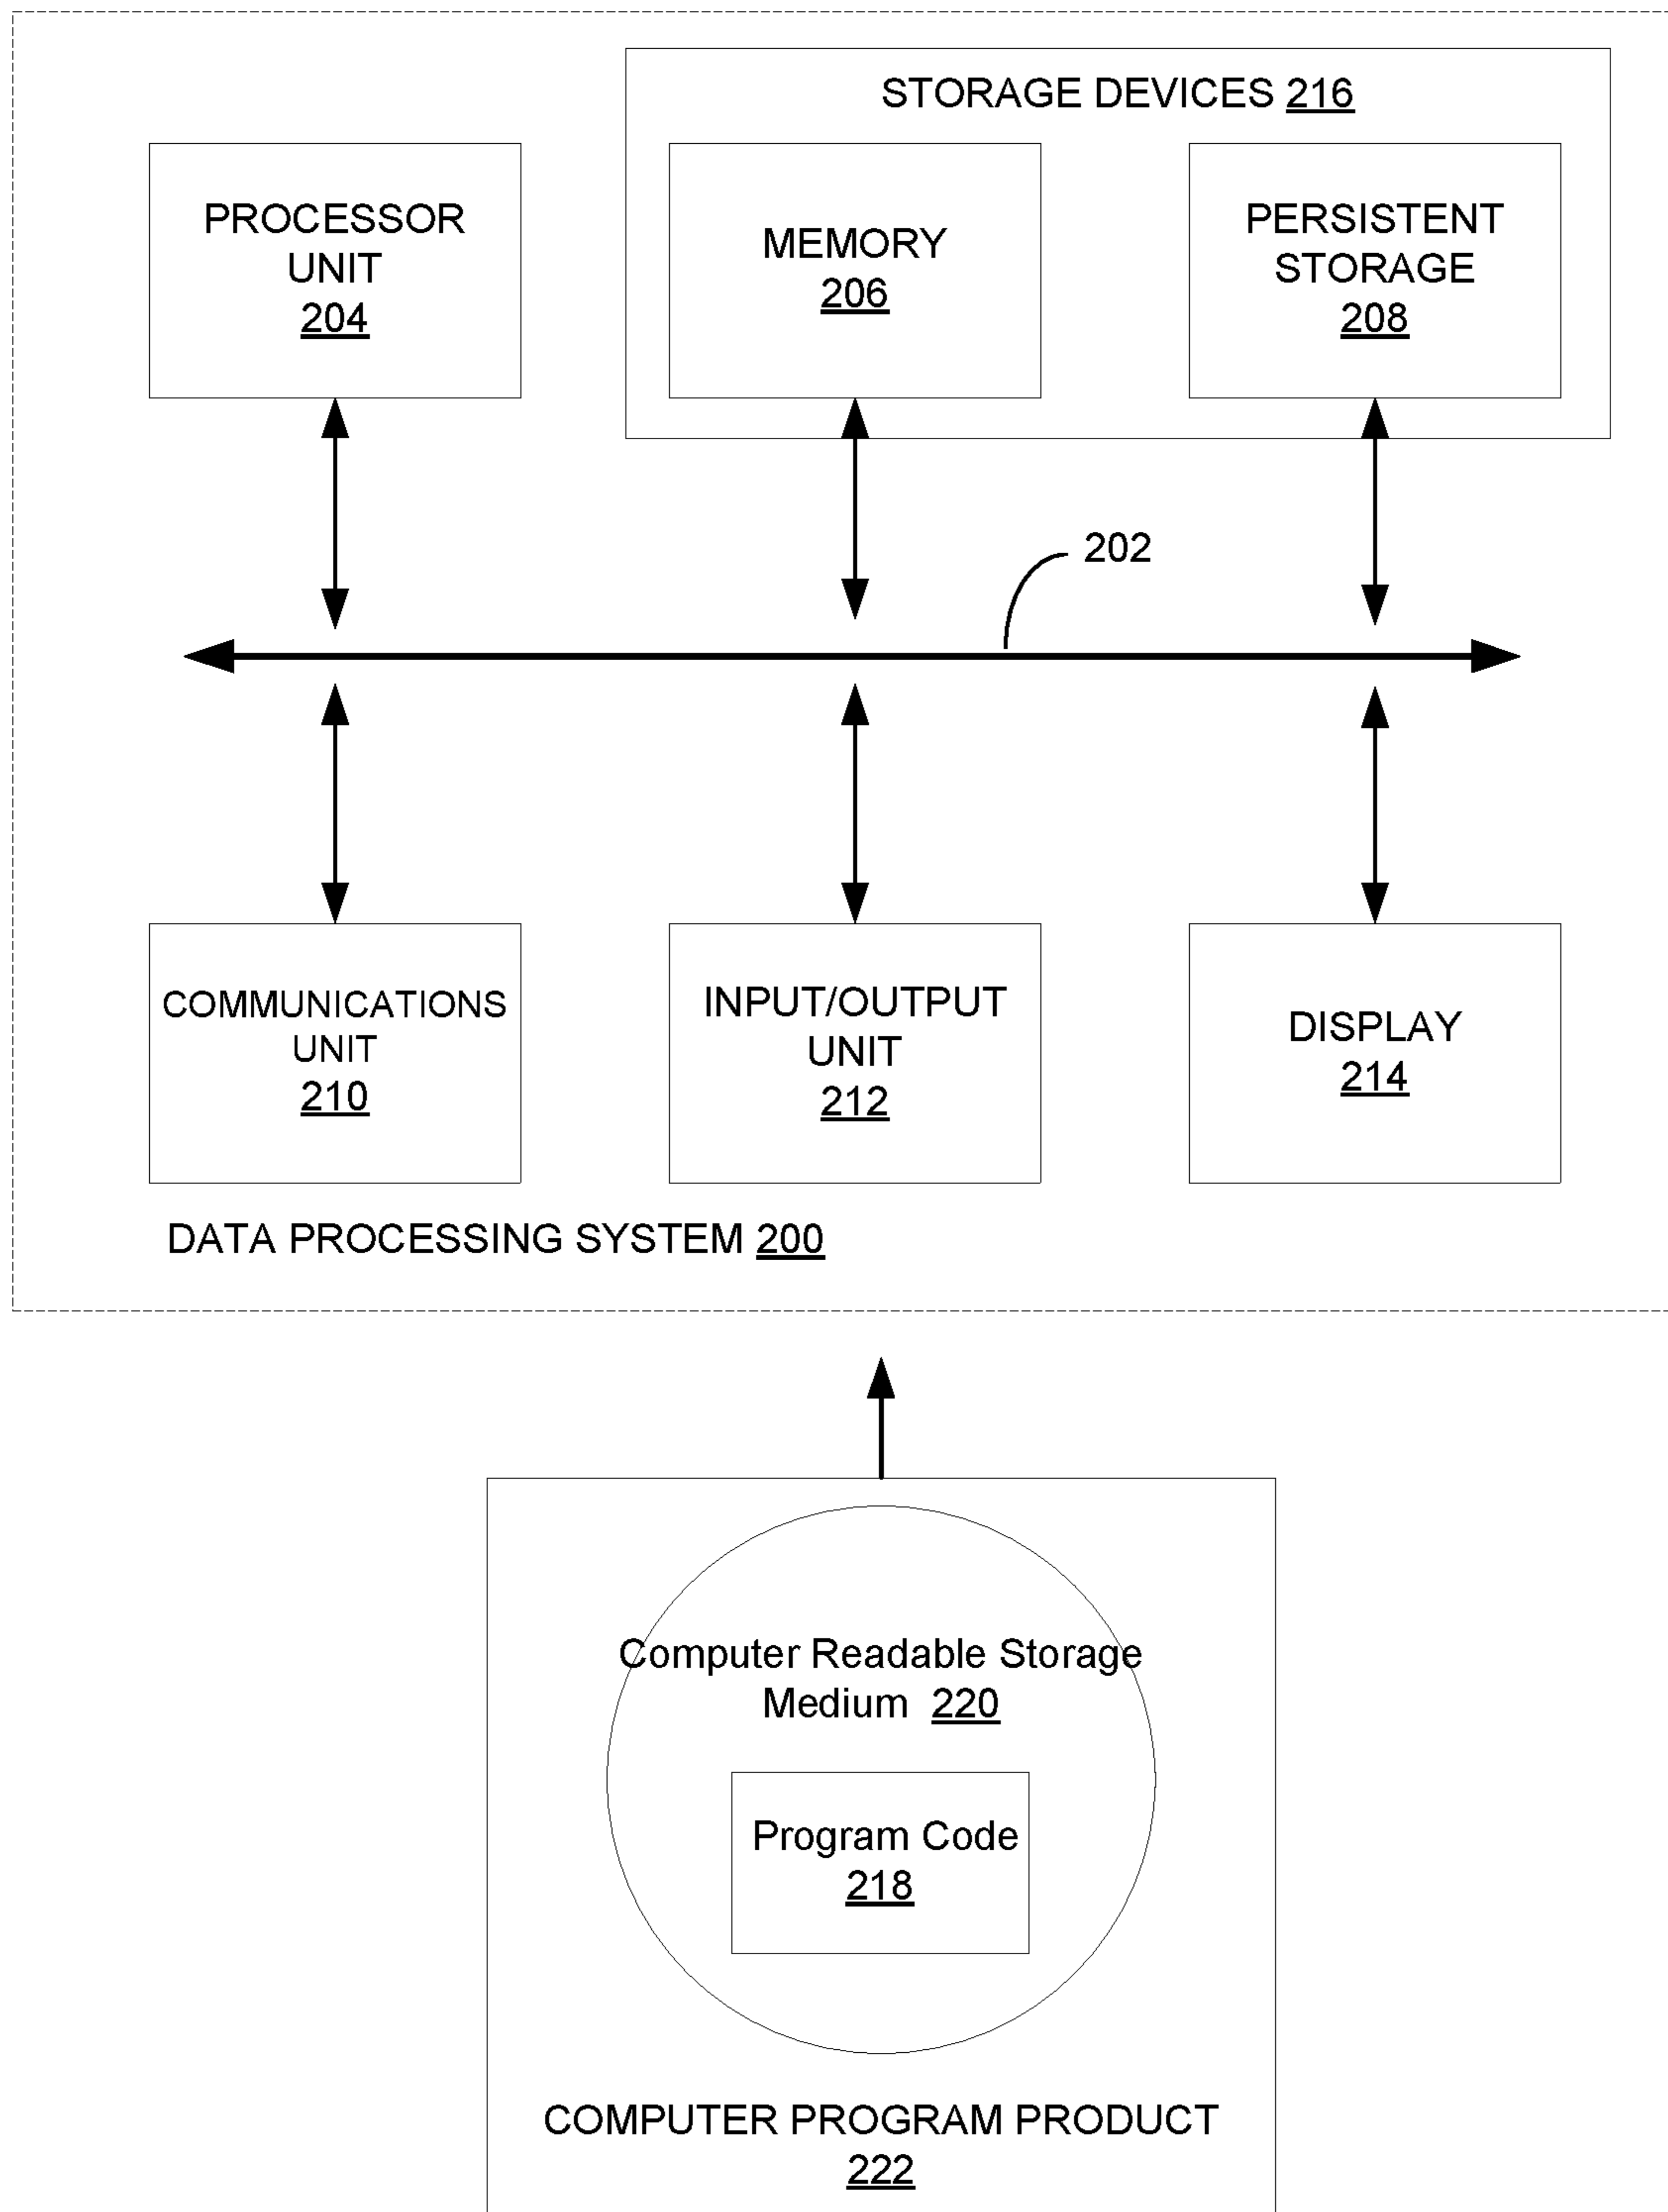 STORAGE DEVICES 216
PROCESSOR
UNIT
204
MEMORY
206
PERSISTENT
STORAGE
208
202
COMMUNICATIONS
UNIT
210
INPUT/OUTPUT
UNIT
212
DISPLAY
214
DATA PROCESSING SYSTEM 200
Computer Readable Storage
Medium 220
Program Code
218
COMPUTER PROGRAM PRODUCT
222